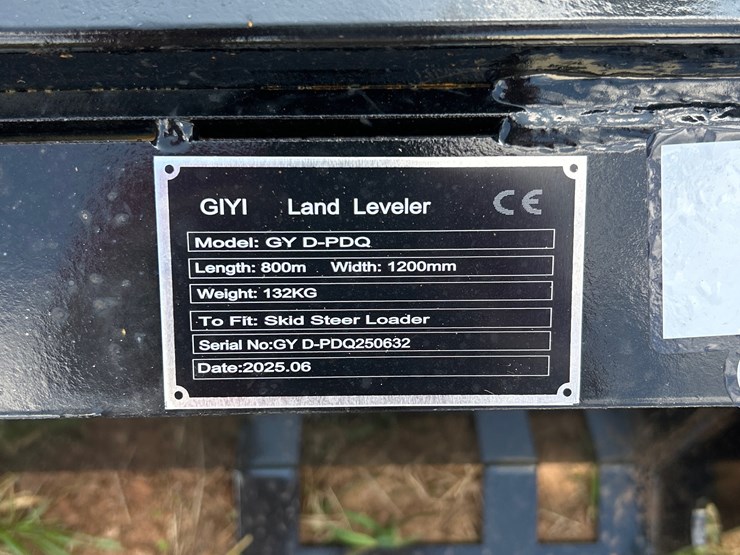 GIYI Land Leveler CE
Model: GY D-PDQ
Length: 800m Width: 1200mm
Weight: 132KG
To Fit: Skid Steer Loader
Serial No:GY D-PDQ250632
Date:2025.06